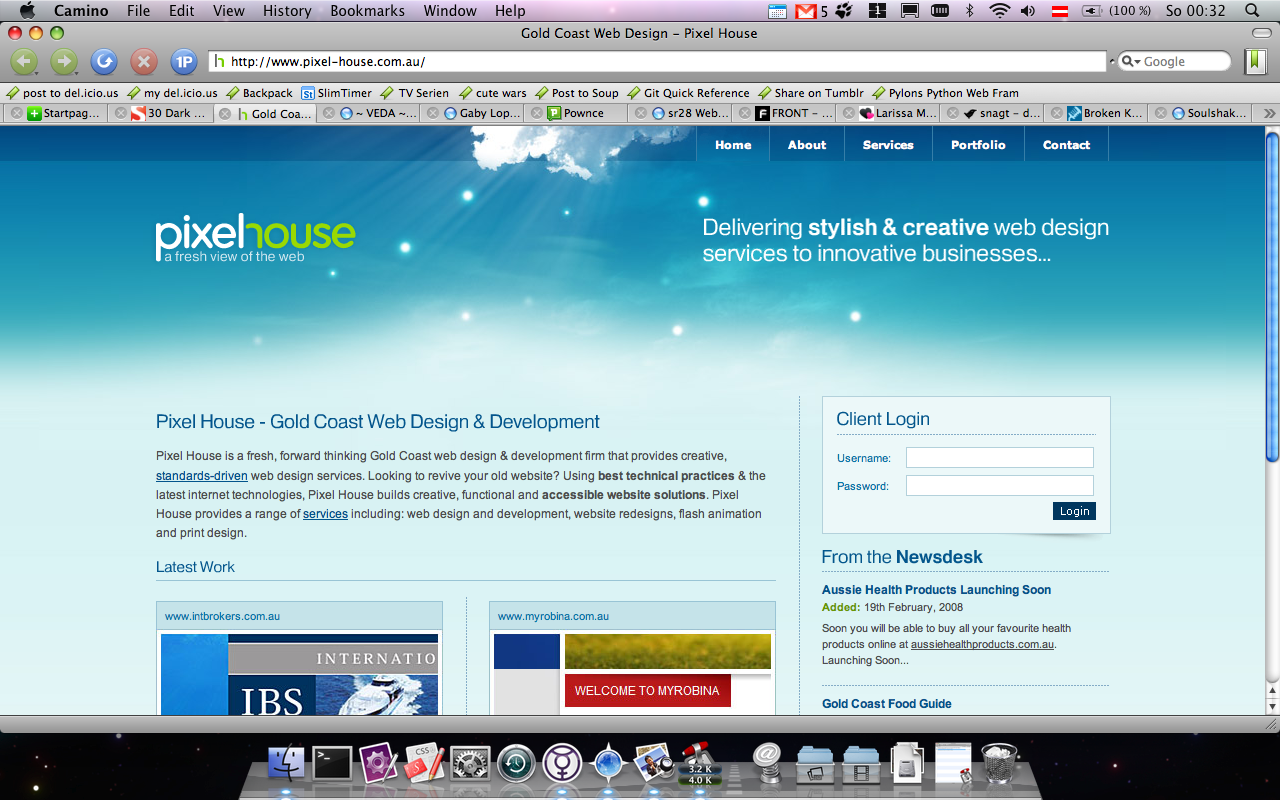 Camino File Edit View History Bookmarks Window Help 5 1 (100 %) So 00:32
Gold Coast Web Design – Pixel House
1P http://www.pixel-house.com.au/ Google
post to del.icio.us my del.icio.us Backpack St SlimTimer TV Serien cute wars Post to Soup Git Quick Reference Share on Tumblr Pylons Python Web Fram
Startpag... 30 Dark ... Gold Coa... ~ VEDA ~... Gaby Lop... Pownce sr28 Web... FRONT – ... Larissa M... snagt – d... Broken K... Soulshak...
Home About Services Portfolio Contact
pixelhouse
a fresh view of the web
Delivering stylish & creative web design
services to innovative businesses...
Pixel House - Gold Coast Web Design & Development
Pixel House is a fresh, forward thinking Gold Coast web design & development firm that provides creative,
standards-driven web design services. Looking to revive your old website? Using best technical practices & the
latest internet technologies, Pixel House builds creative, functional and accessible website solutions. Pixel
House provides a range of services including: web design and development, website redesigns, flash animation
and print design.
Latest Work
www.intbrokers.com.au
INTERNATIO
IBS
www.myrobina.com.au
WELCOME TO MYROBINA
Client Login
Username:
Password:
Login
From the Newsdesk
Aussie Health Products Launching Soon
Added: 19th February, 2008
Soon you will be able to buy all your favourite health
products online at aussiehealthproducts.com.au.
Launching Soon...
Gold Coast Food Guide
CSS
3.2 K
4.0 K